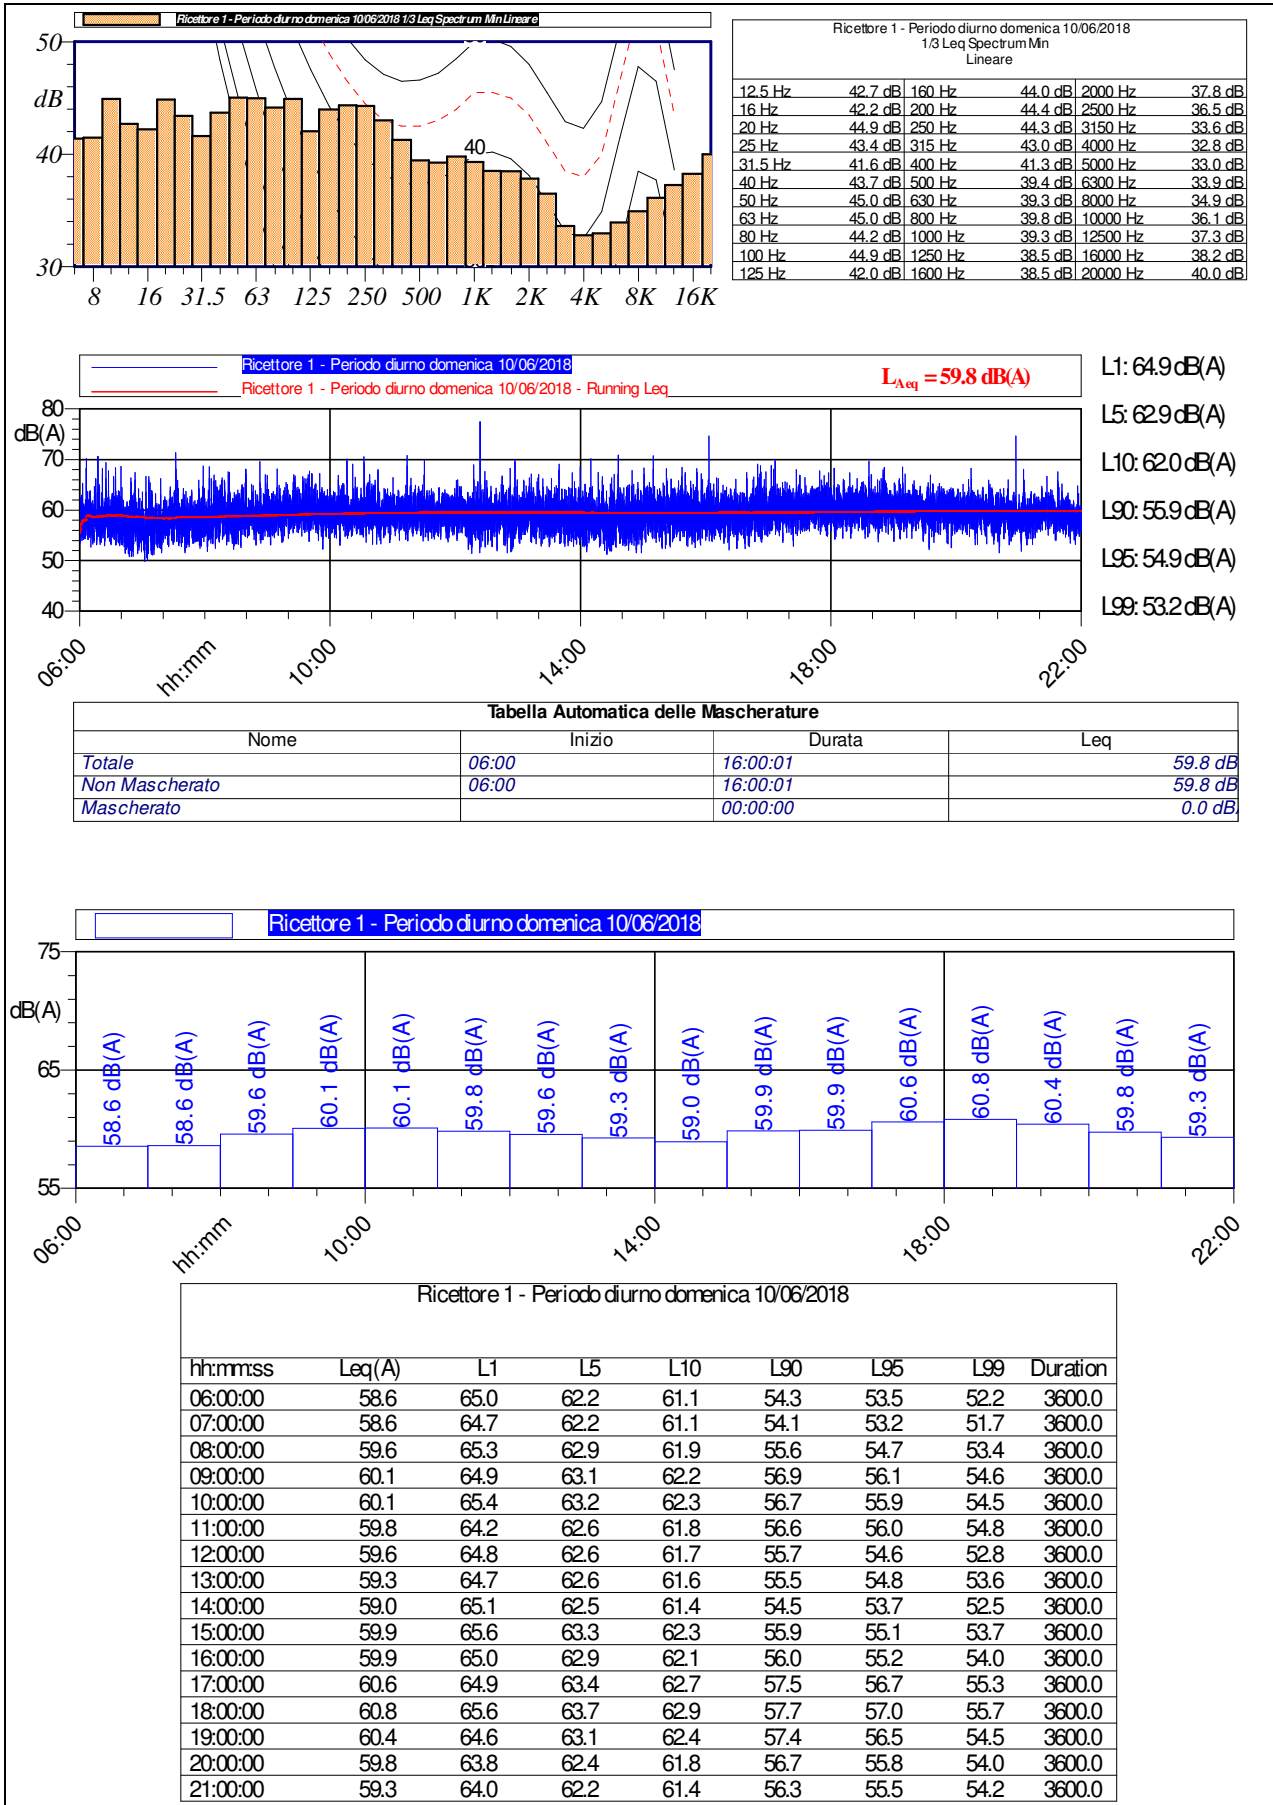 Ricettore 1 - Periodo diurno domenica 10/06/2018 1/3 Leq Spectrum Min Lineare
50
dB
40
30
40
8 16 31.5 63 125 250 500 1K 2K 4K 8K 16K
Ricettore 1 - Periodo diurno domenica 10/06/2018
1/3 Leq Spectrum Min
Lineare
12.5 Hz 42.7 dB 160 Hz 44.0 dB 2000 Hz 37.8 dB
16 Hz 42.2 dB 200 Hz 44.4 dB 2500 Hz 36.5 dB
20 Hz 44.9 dB 250 Hz 44.3 dB 3150 Hz 33.6 dB
25 Hz 43.4 dB 315 Hz 43.0 dB 4000 Hz 32.8 dB
31.5 Hz 41.6 dB 400 Hz 41.3 dB 5000 Hz 33.0 dB
40 Hz 43.7 dB 500 Hz 39.4 dB 6300 Hz 33.9 dB
50 Hz 45.0 dB 630 Hz 39.3 dB 8000 Hz 34.9 dB
63 Hz 45.0 dB 800 Hz 39.8 dB 10000 Hz 36.1 dB
80 Hz 44.2 dB 1000 Hz 39.3 dB 12500 Hz 37.3 dB
100 Hz 44.9 dB 1250 Hz 38.5 dB 16000 Hz 38.2 dB
125 Hz 42.0 dB 1600 Hz 38.5 dB 20000 Hz 40.0 dB
Ricettore 1 - Periodo diurno domenica 10/06/2018
Ricettore 1 - Periodo diurno domenica 10/06/2018 - Running Leq
LAeq = 59.8 dB(A)
80
dB(A)
70
60
50
40
06:00 hh:mm 10:00 14:00 18:00 22:00
L1: 64.9 dB(A)
L5: 62.9 dB(A)
L10: 62.0 dB(A)
L90: 55.9 dB(A)
L95: 54.9 dB(A)
L99: 53.2 dB(A)
Tabella Automatica delle Mascherature
Nome Inizio Durata Leq
Totale 06:00 16:00:01 59.8 dB
Non Mascherato 06:00 16:00:01 59.8 dB
Mascherato 00:00:00 0.0 dB
Ricettore 1 - Periodo diurno domenica 10/06/2018
75
dB(A)
65
55
58.6 dB(A) 58.6 dB(A) 59.6 dB(A) 60.1 dB(A) 60.1 dB(A) 59.8 dB(A) 59.6 dB(A) 59.3 dB(A) 59.0 dB(A) 59.9 dB(A) 59.9 dB(A) 60.6 dB(A) 60.8 dB(A) 60.4 dB(A) 59.8 dB(A) 59.3 dB(A)
06:00 hh:mm 10:00 14:00 18:00 22:00
Ricettore 1 - Periodo diurno domenica 10/06/2018
hh:mm:ss Leq(A) L1 L5 L10 L90 L95 L99 Duration
06:00:00 58.6 65.0 62.2 61.1 54.3 53.5 52.2 3600.0
07:00:00 58.6 64.7 62.2 61.1 54.1 53.2 51.7 3600.0
08:00:00 59.6 65.3 62.9 61.9 55.6 54.7 53.4 3600.0
09:00:00 60.1 64.9 63.1 62.2 56.9 56.1 54.6 3600.0
10:00:00 60.1 65.4 63.2 62.3 56.7 55.9 54.5 3600.0
11:00:00 59.8 64.2 62.6 61.8 56.6 56.0 54.8 3600.0
12:00:00 59.6 64.8 62.6 61.7 55.7 54.6 52.8 3600.0
13:00:00 59.3 64.7 62.6 61.6 55.5 54.8 53.6 3600.0
14:00:00 59.0 65.1 62.5 61.4 54.5 53.7 52.5 3600.0
15:00:00 59.9 65.6 63.3 62.3 55.9 55.1 53.7 3600.0
16:00:00 59.9 65.0 62.9 62.1 56.0 55.2 54.0 3600.0
17:00:00 60.6 64.9 63.4 62.7 57.5 56.7 55.3 3600.0
18:00:00 60.8 65.6 63.7 62.9 57.7 57.0 55.7 3600.0
19:00:00 60.4 64.6 63.1 62.4 57.4 56.5 54.5 3600.0
20:00:00 59.8 63.8 62.4 61.8 56.7 55.8 54.0 3600.0
21:00:00 59.3 64.0 62.2 61.4 56.3 55.5 54.2 3600.0